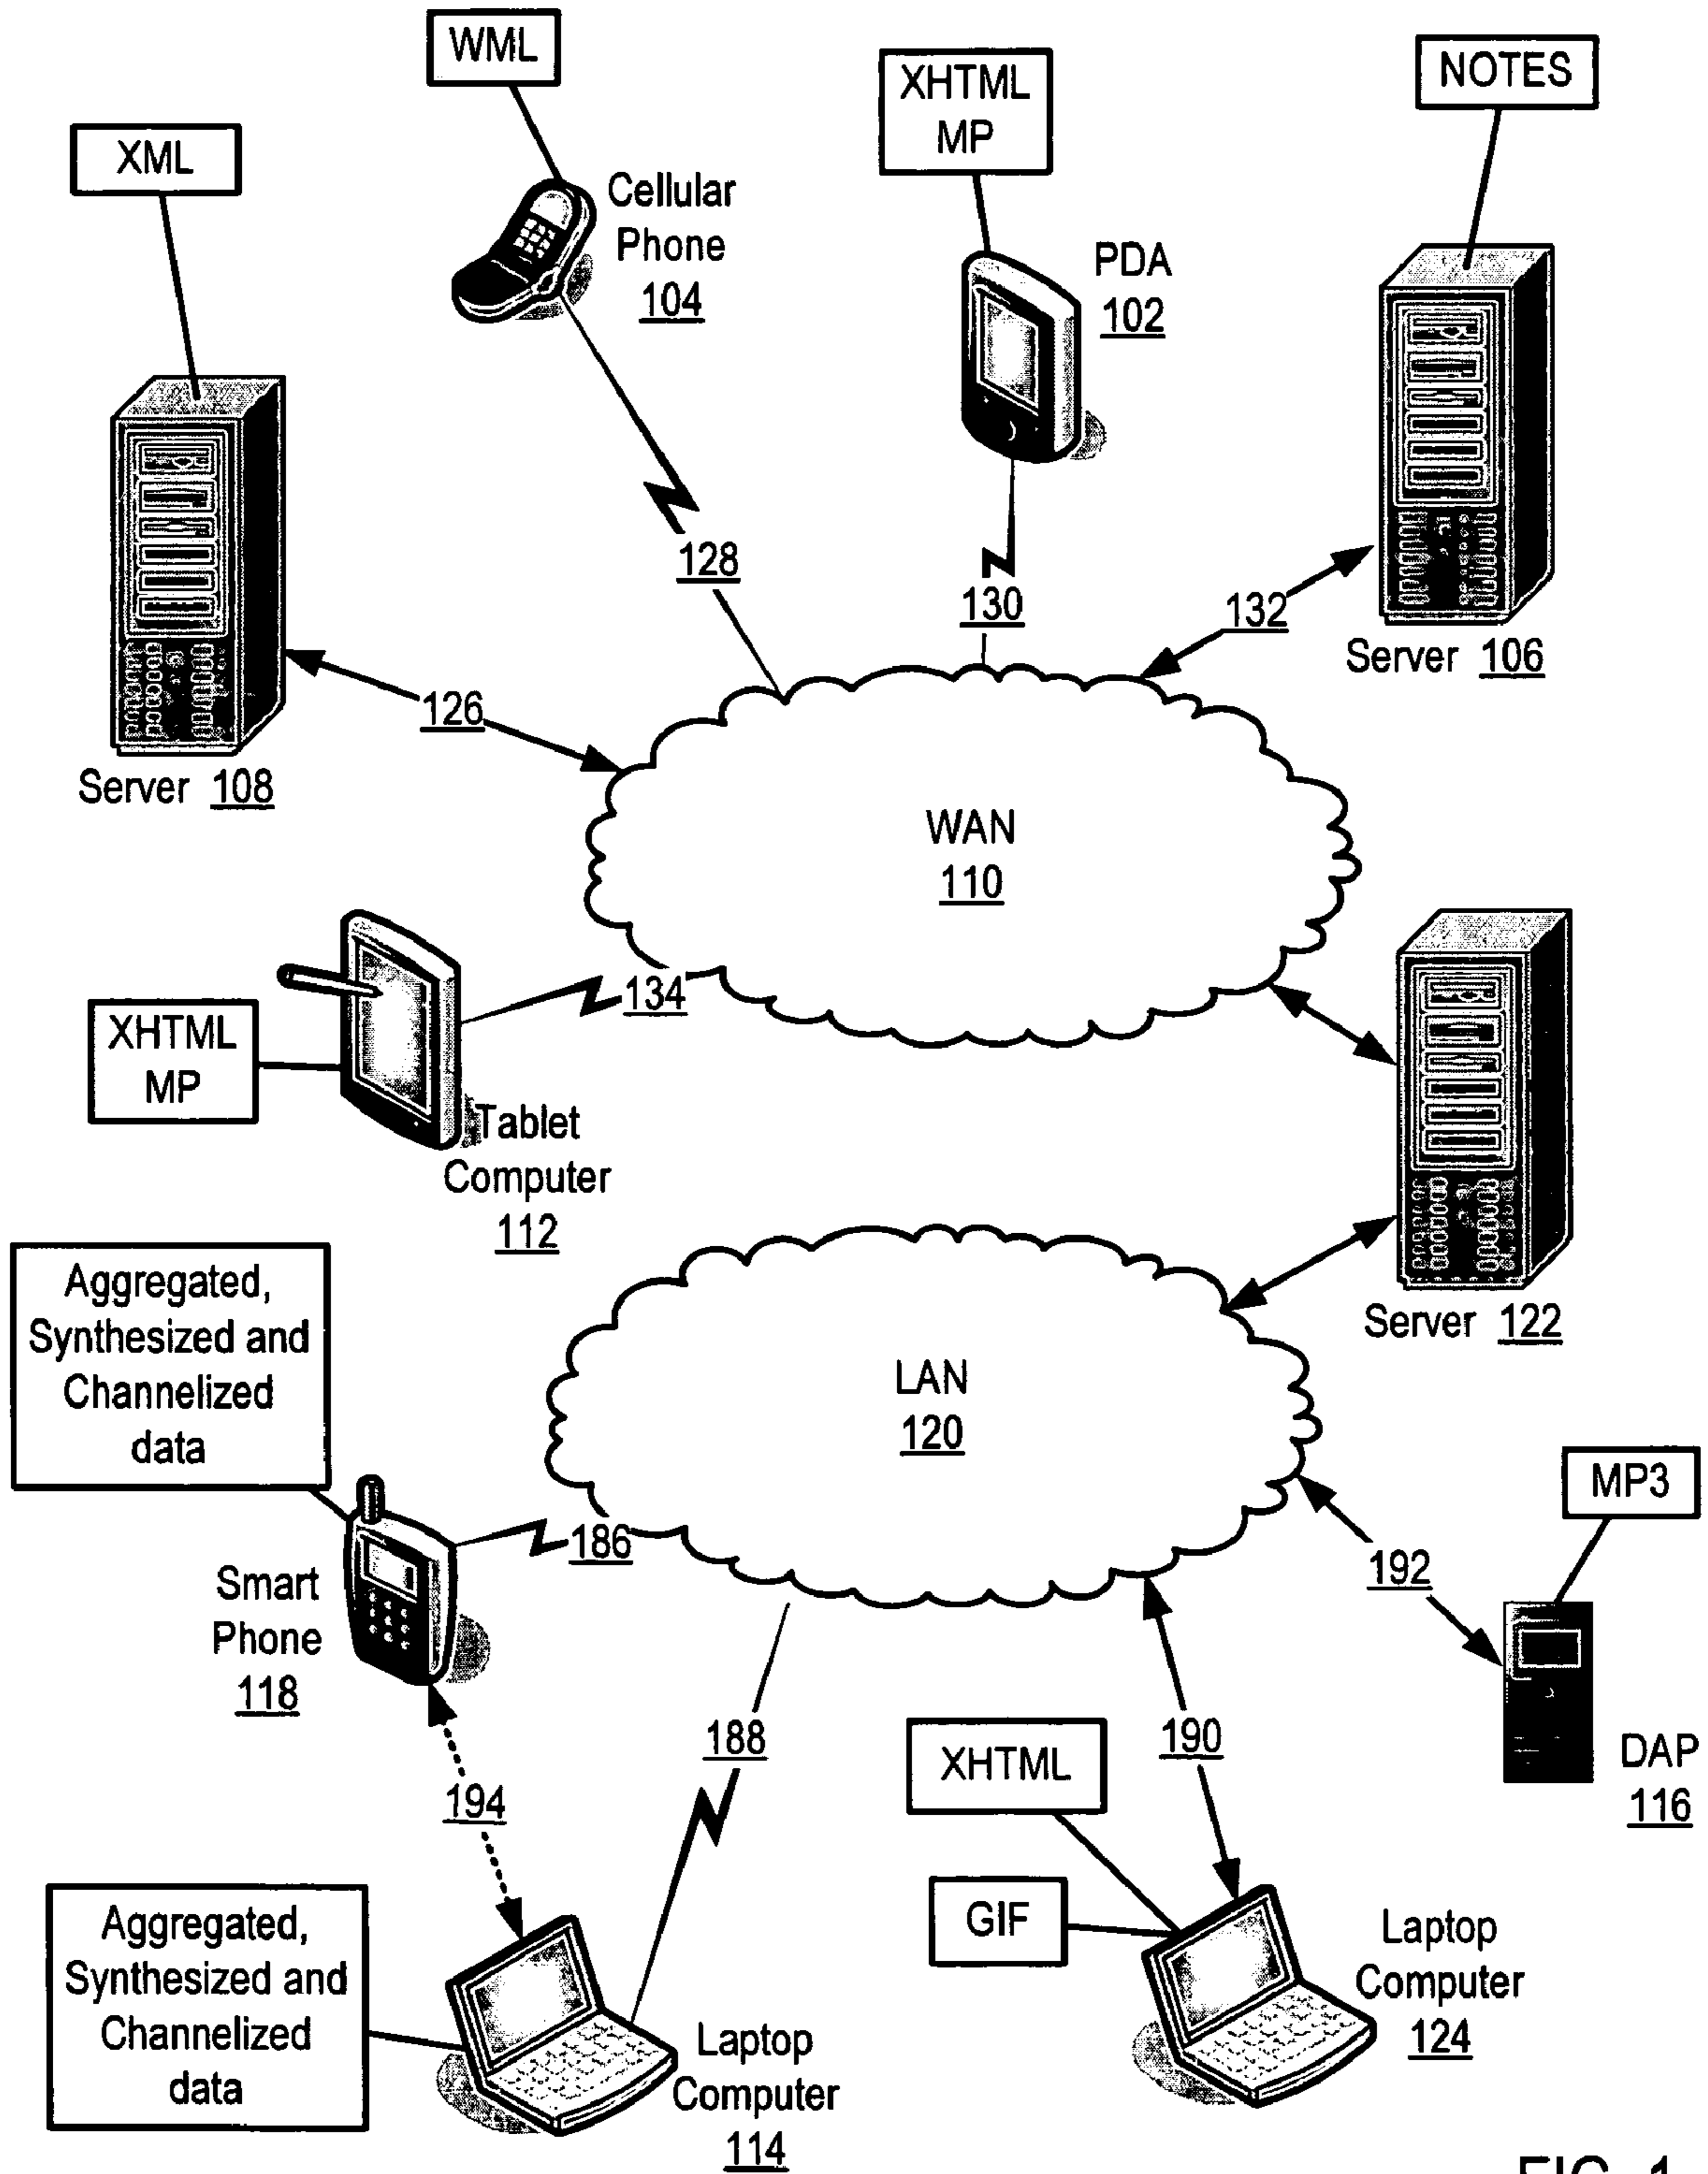 WML
XHTML
MP
NOTES
XML
Cellular
Phone
104
PDA
102
128
130
132
Server 106
126
Server 108
WAN
110
134
XHTML
MP
Tablet
Computer
112
Server 122
Aggregated,
Synthesized and
Channelized
data
LAN
120
MP3
186
192
Smart
Phone
118
188
190
XHTML
DAP
116
194
GIF
Aggregated,
Synthesized and
Channelized
data
Laptop
Computer
124
Laptop
Computer
114
FIG. 1